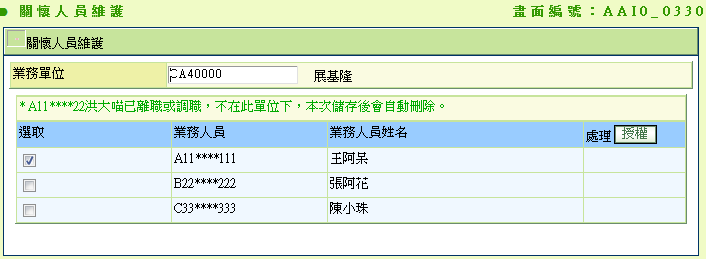 關懷人員維護 畫面編號：AAI0_0330
關懷人員維護
業務單位 CA40000 展基隆
*A11****22洪大喵已離職或調職，不在此單位下，本次儲存後會自動刪除。
選取 業務人員 業務人員姓名 處理 授權
A11****111 王阿呆
B22****222 張阿花
C33****333 陳小珠